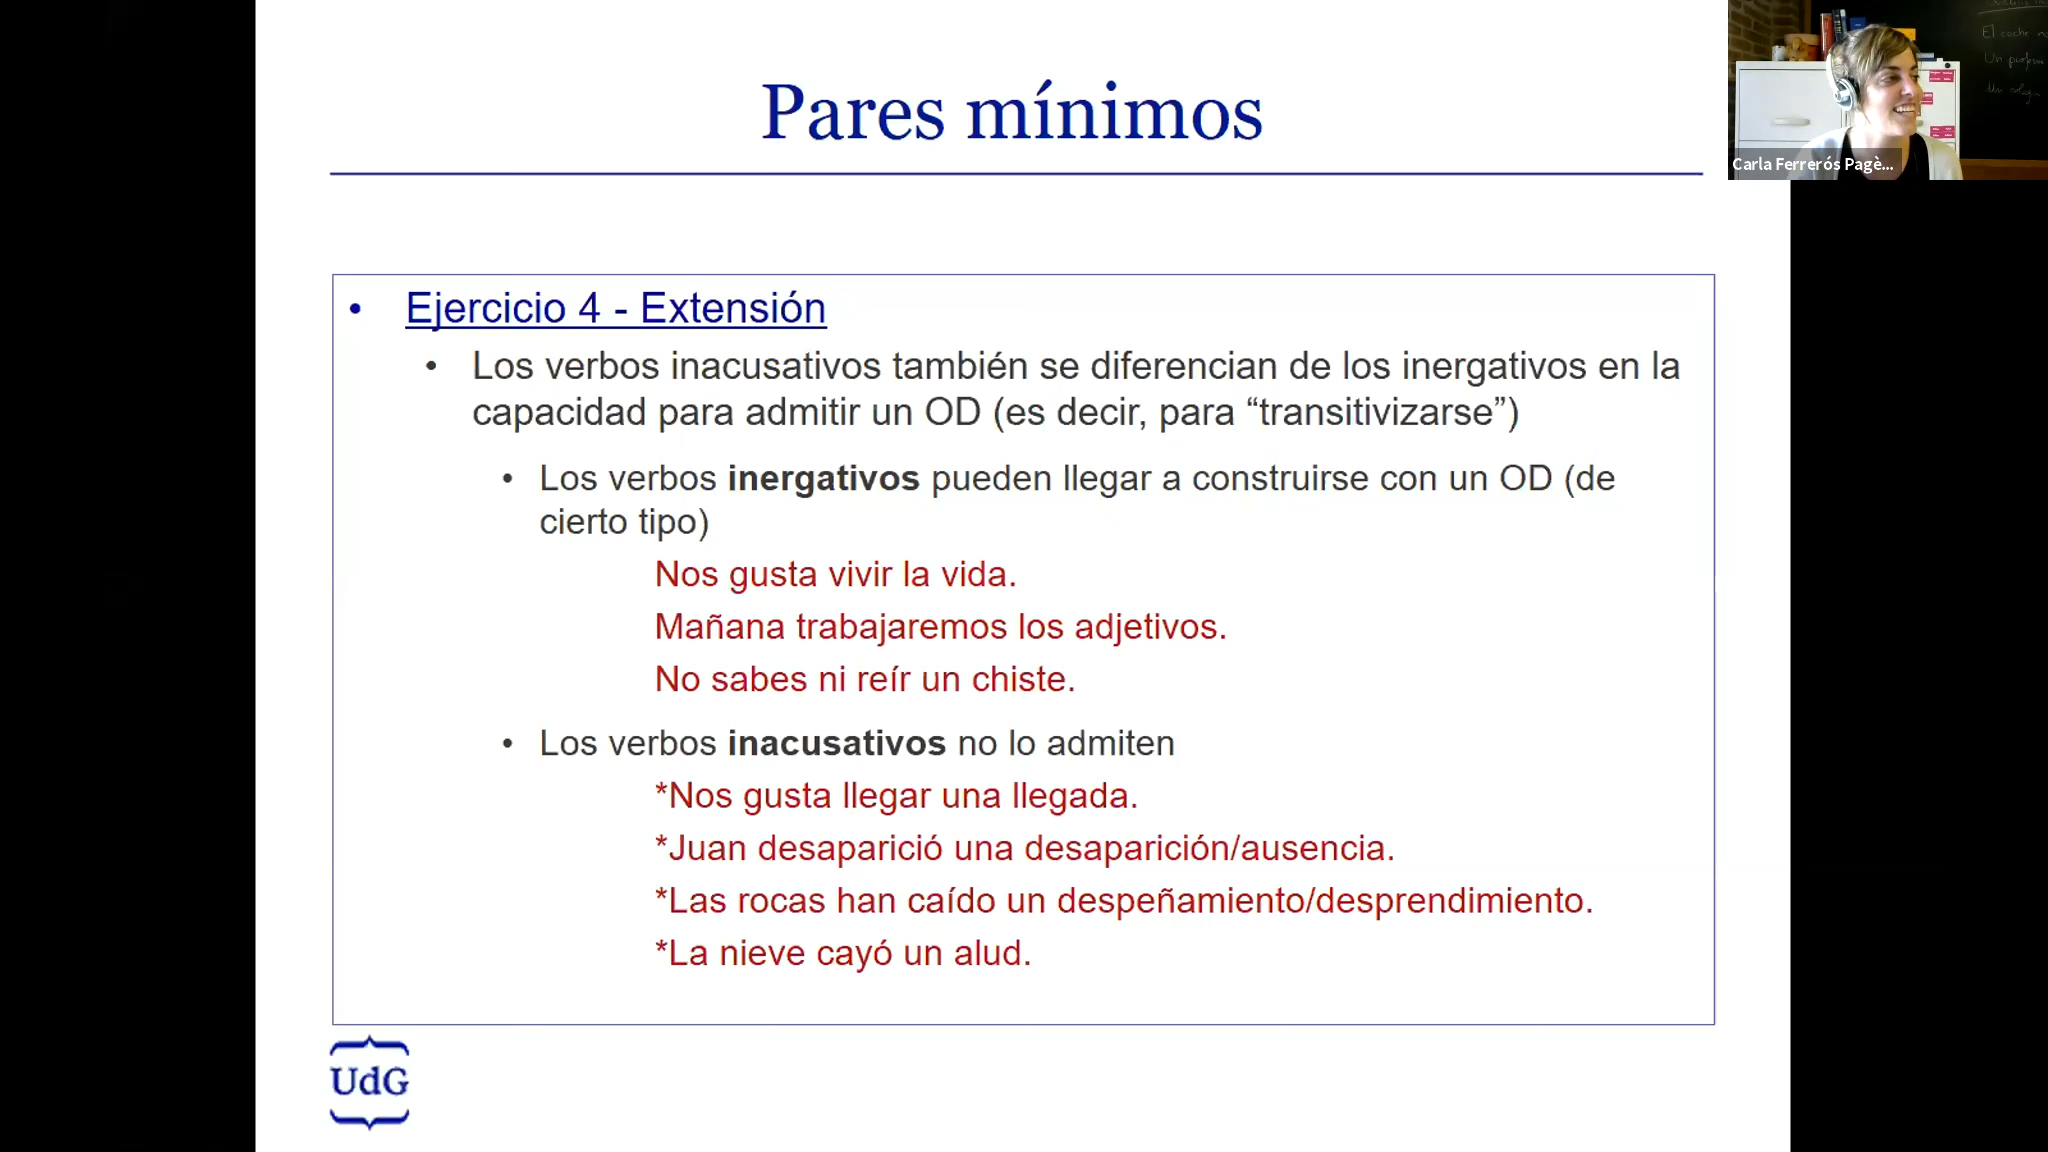 Pares mínimos
El coche
Un
Carla Ferrerós Pagè...
• Ejercicio 4 - Extensión
• Los verbos inacusativos también se diferencian de los inergativos en la
capacidad para admitir un OD (es decir, para “transitivizarse”)
• Los verbos inergativos pueden llegar a construirse con un OD (de
cierto tipo)
Nos gusta vivir la vida.
Mañana trabajaremos los adjetivos.
No sabes ni reír un chiste.
• Los verbos inacusativos no lo admiten
*Nos gusta llegar una llegada.
*Juan desaparició una desaparición/ausencia.
*Las rocas han caído un despeñamiento/desprendimiento.
*La nieve cayó un alud.
UdG